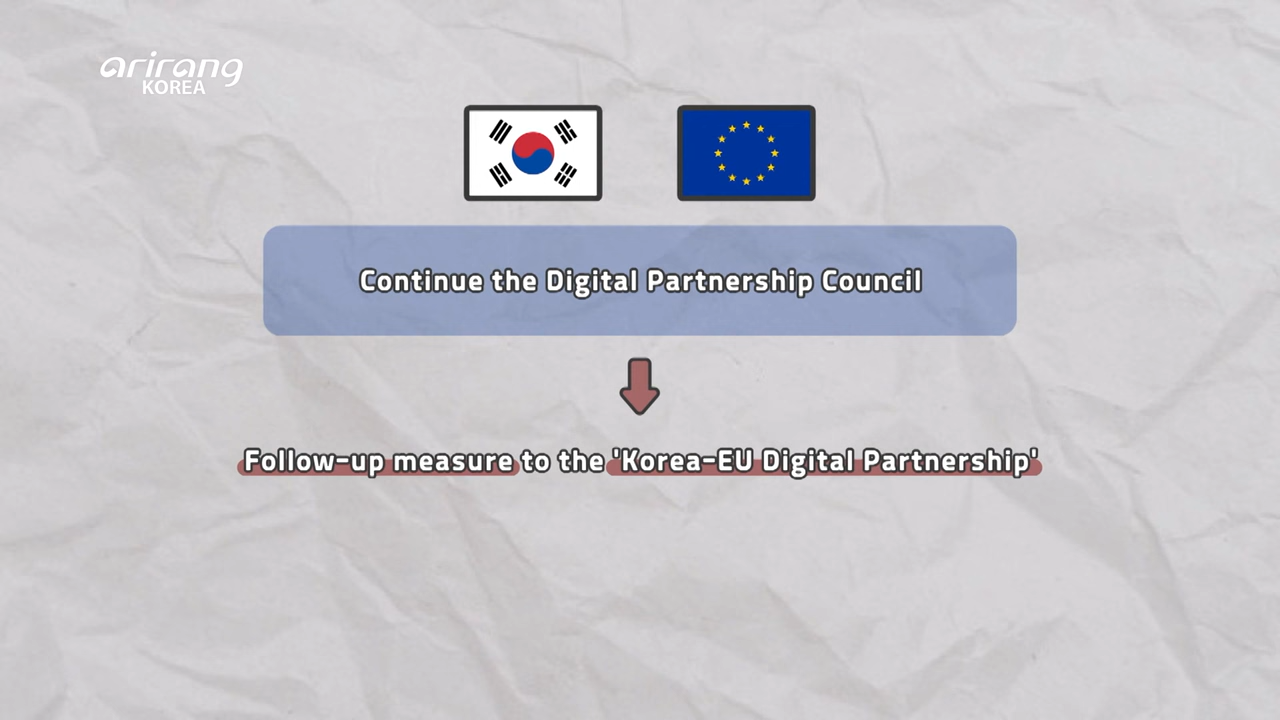 arirang
KOREA
Continue the Digital Partnership Council
Follow-up measure to the 'Korea-EU Digital Partnership'